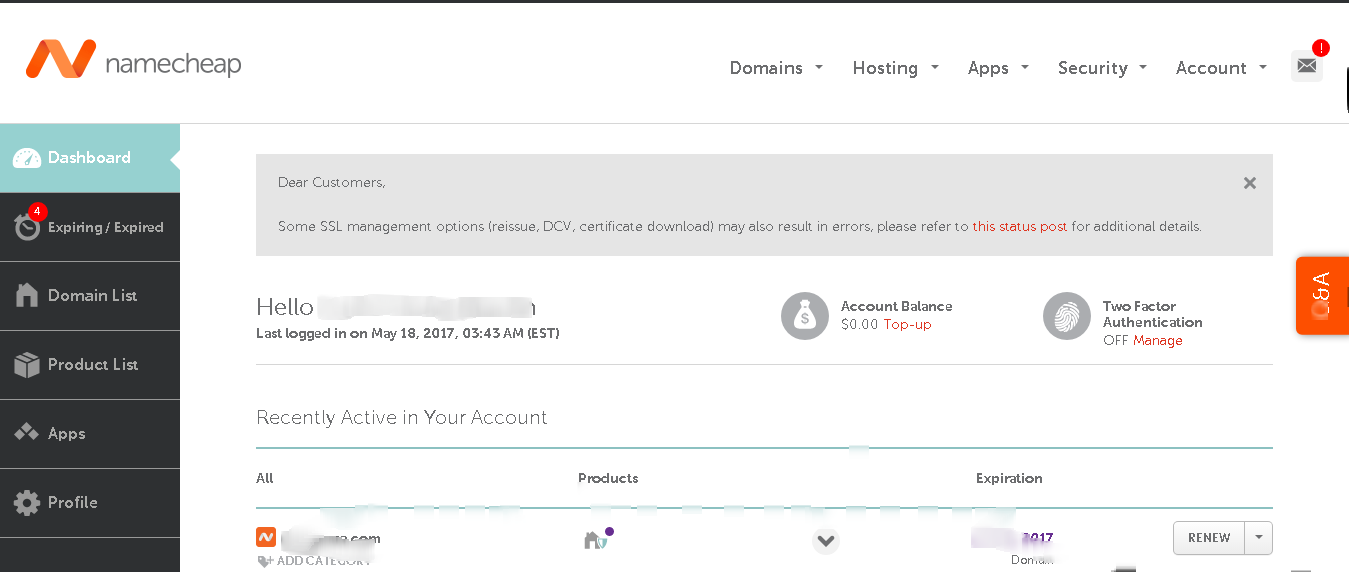 namecheap
Domains
Hosting
Apps
Security
Account
!
Dashboard
4
Expiring / Expired
Domain List
Product List
Apps
Profile
Dear Customers,
Some SSL management options (reissue, DCV, certificate download) may also result in errors, please refer to this status post for additional details.
Hello
Last logged in on May 18, 2017, 03:43 AM (EST)
Account Balance
$0.00 Top-up
Two Factor
Authentication
OFF Manage
Q&A
Recently Active in Your Account
All Products Expiration
.com
2017
RENEW
ADD CATEGORY
Domain